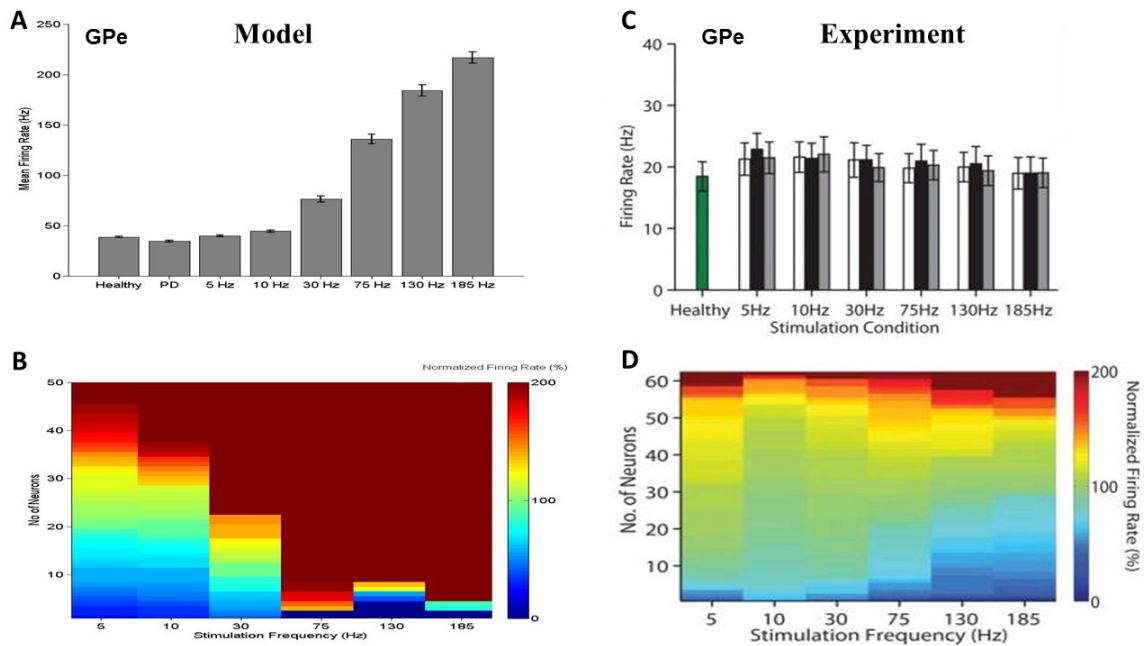 A
GPe
Model
Mean Firing Rate (Hz)
250
200
150
100
50
0
Healthy PD 5 Hz 10 Hz 30 Hz 75 Hz 130 Hz 185 Hz
C
GPe
Experiment
Firing Rate (Hz)
40
30
20
10
0
Healthy 5Hz 10Hz 30Hz 75Hz 130Hz 185Hz
Stimulation Condition
B
Normalized Firing Rate (%)
No of Neurons
50
40
30
20
10
5 10 30 75 130 185
Stimulation Frequency (Hz)
200
100
0
D
No. of Neurons
60
50
40
30
20
10
5 10 30 75 130 185
Stimulation Frequency (Hz)
200
100
0
Normalized Firing Rate (%)